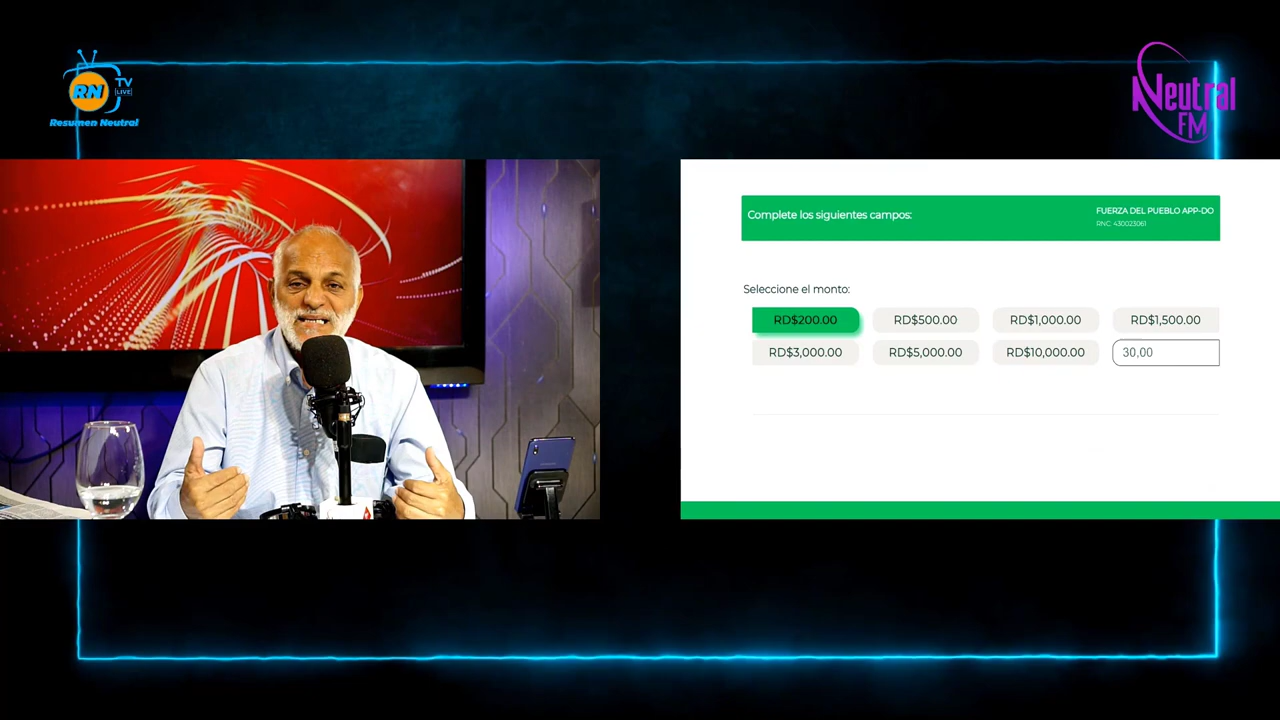 RN
TV
LIVE
Resumen Neutral
Neutral
FM
Complete los siguientes campos:
FUERZA DEL PUEBLO APP-DO
RNC: 430023061
Seleccione el monto:
RD$200.00
RD$500.00
RD$1,000.00
RD$1,500.00
RD$3,000.00
RD$5,000.00
RD$10,000.00
30,00